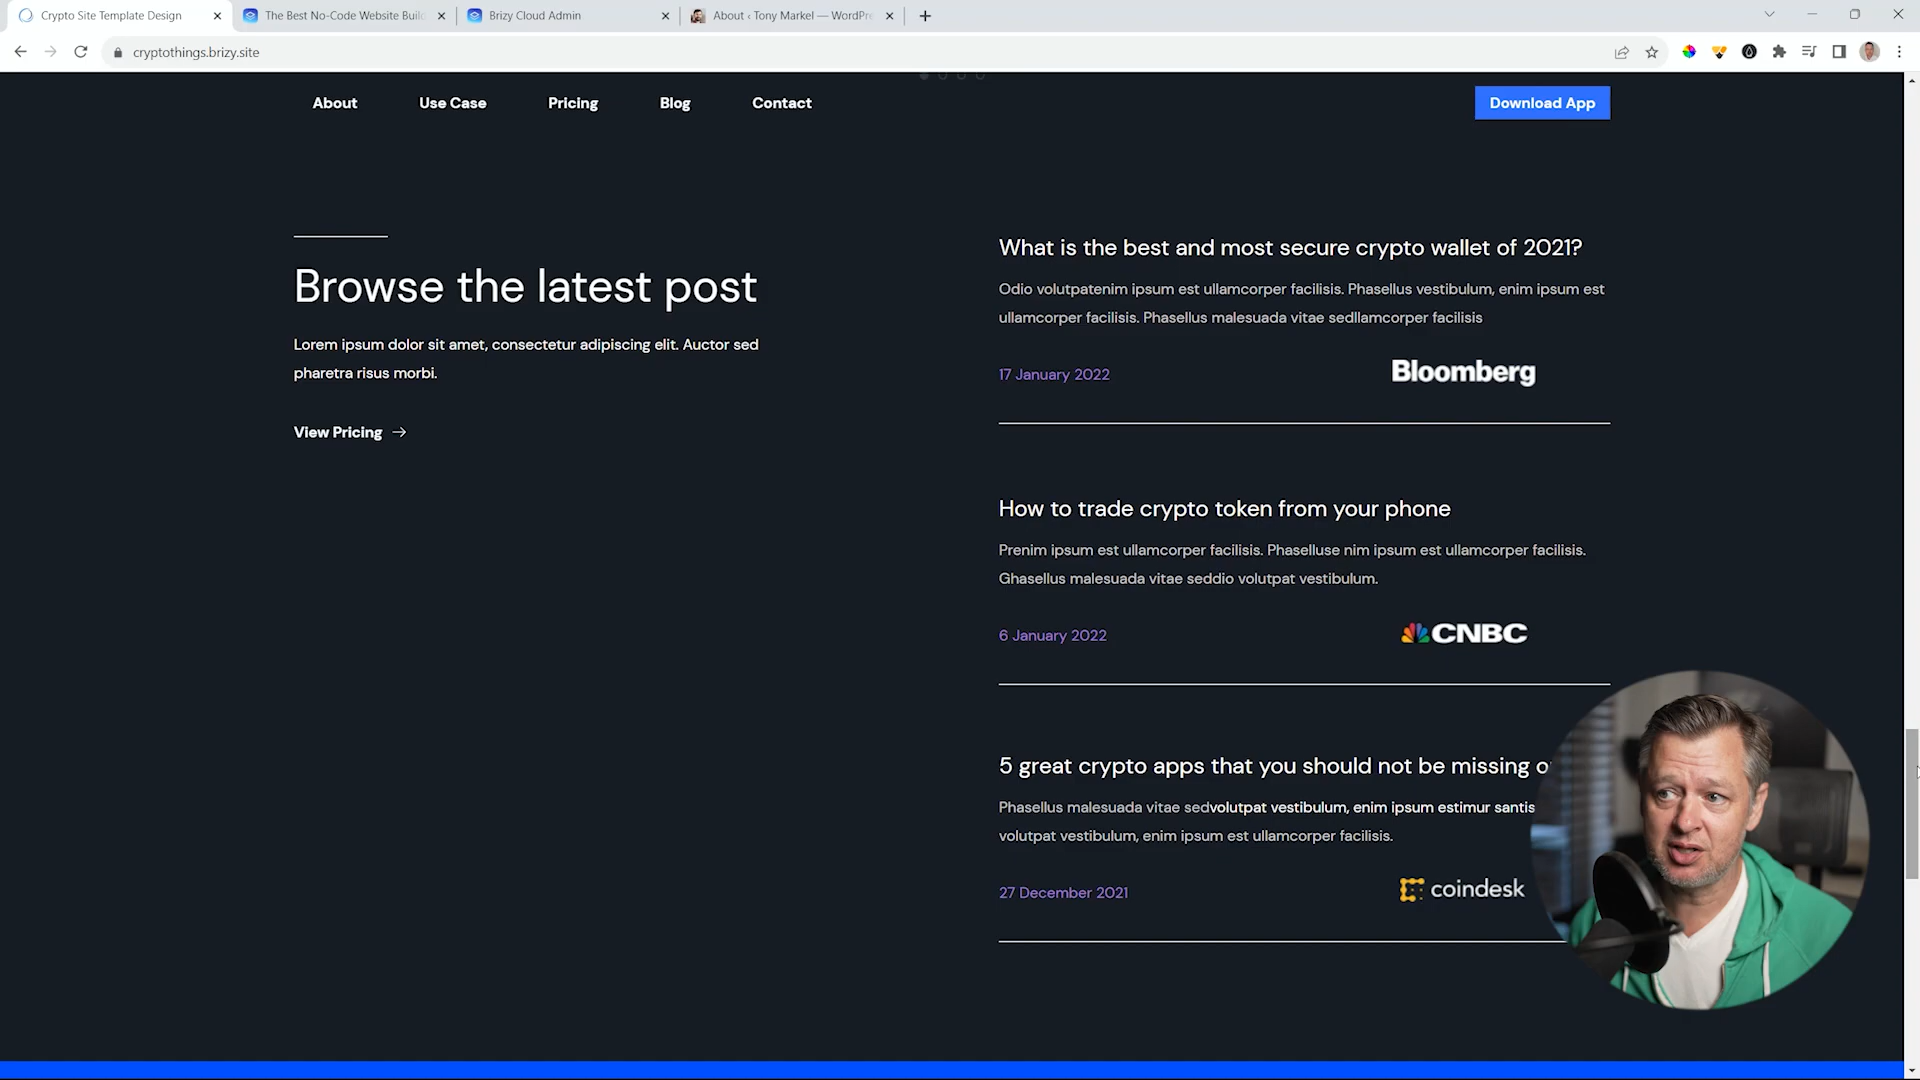 Crypto Site Template Design
The Best No-Code Website Buil
Brizy Cloud Admin
About ‹ Tony Markel — WordPre
cryptothings.brizy.site
About
Use Case
Pricing
Blog
Contact
Download App
Browse the latest post
Lorem ipsum dolor sit amet, consectetur adipiscing elit. Auctor sed
pharetra risus morbi.
View Pricing
What is the best and most secure crypto wallet of 2021?
Odio volutpatenim ipsum est ullamcorper facilisis. Phasellus vestibulum, enim ipsum est
ullamcorper facilisis. Phasellus malesuada vitae sedllamcorper facilisis
17 January 2022
Bloomberg
How to trade crypto token from your phone
Prenim ipsum est ullamcorper facilisis. Phaselluse nim ipsum est ullamcorper facilisis.
Ghasellus malesuada vitae seddio volutpat vestibulum.
6 January 2022
CNBC
5 great crypto apps that you should not be missing
Phasellus malesuada vitae sedvolutpat vestibulum, enim ipsum estimur santis
volutpat vestibulum, enim ipsum est ullamcorper facilisis.
27 December 2021
coindesk